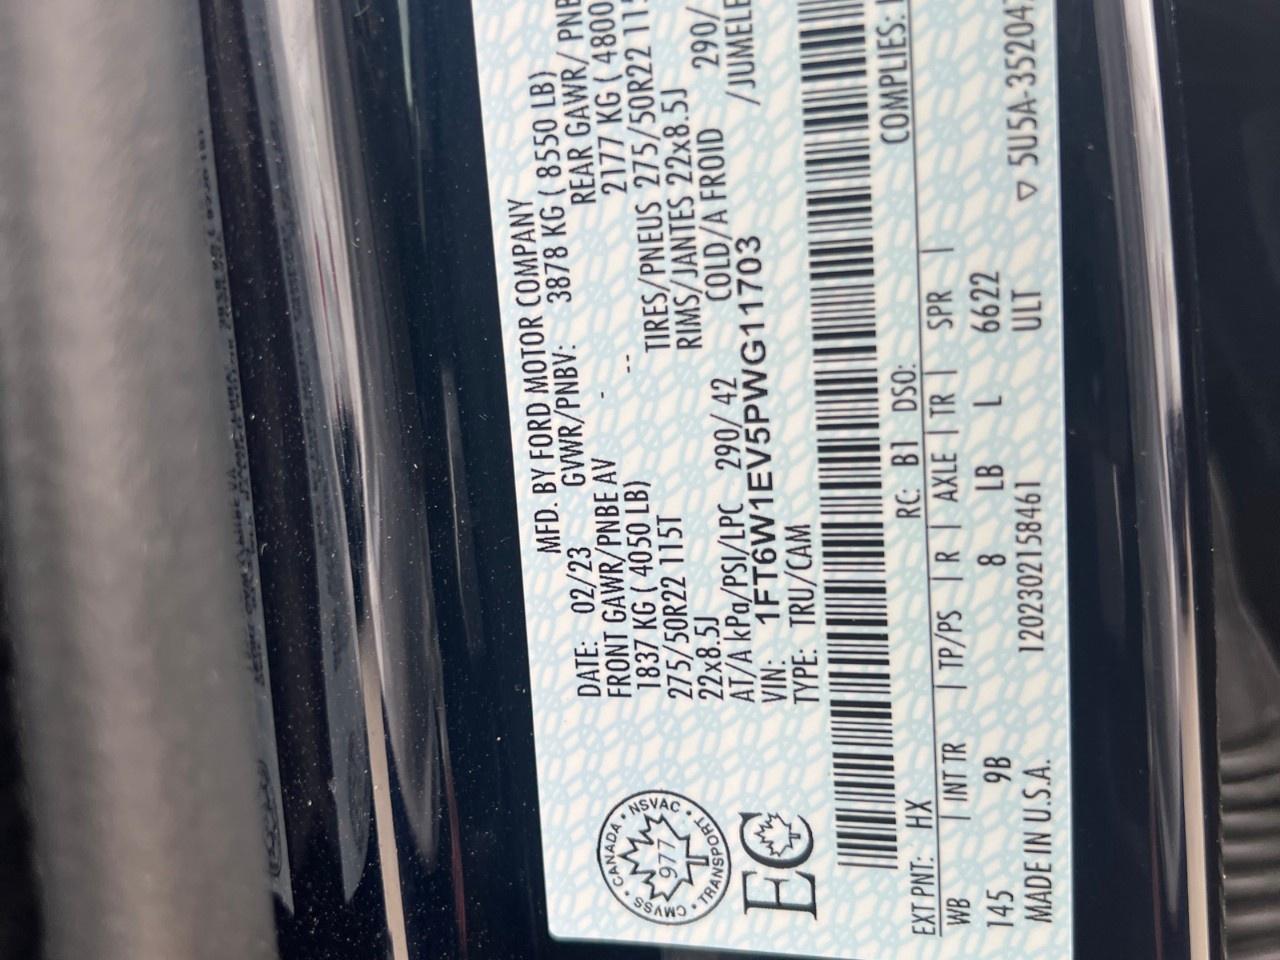 MFD. BY FORD MOTOR COMPANY
DATE: 02/23 GVWR/PNBV: 3878 KG ( 8550 LB)
FRONT GAWR/PNBE AV - REAR GAWR/ PNB
1837 KG ( 4050 LB) -- 2177 KG ( 4800
275/50R22 115T TIRES/PNEUS 275/50R22 115
22x8.5J RIMS/JANTES 22x8.5J
AT/A kPa/PSI/LPC 290/ 42 COLD/A FROID 290/
VIN: 1FT6W1EV5PWG11703 /JUMELE
TYPE: TRU/CAM
CMVSS • CANADA • NSVAC • TRANSPORT
977
EC
COMPLIES:
EXT PNT: HX RC: B1 DSO:
WB | INT TR | TP/PS | R | AXLE | TR | SPR |
145 9B 8 LB L 6622
MADE IN U.S.A. 1202302158461 ULT ▽ 5U5A-352047